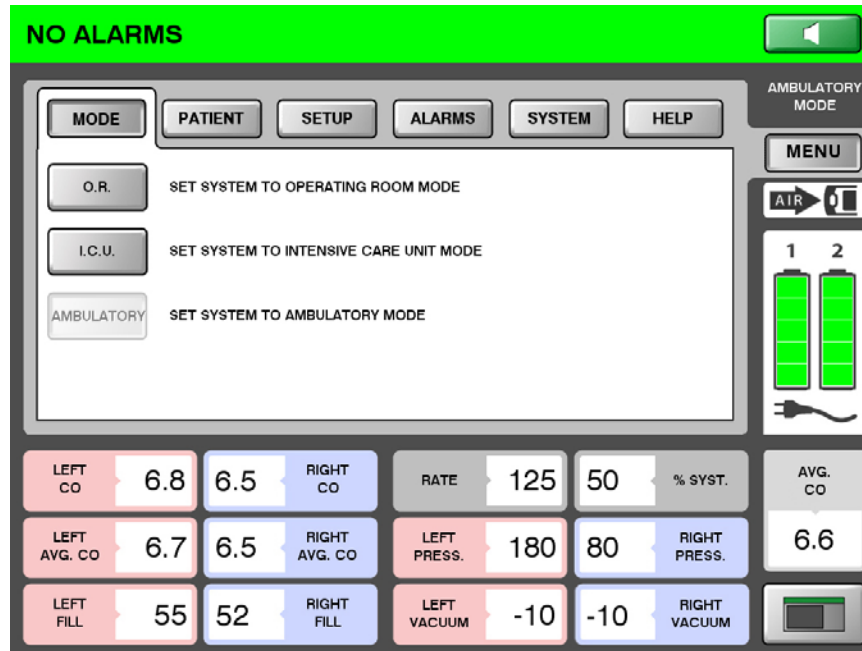 NO ALARMS
AMBULATORY
MODE
MODE PATIENT SETUP ALARMS SYSTEM HELP
MENU
O.R. SET SYSTEM TO OPERATING ROOM MODE
AIR
I.C.U. SET SYSTEM TO INTENSIVE CARE UNIT MODE
1 2
AMBULATORY SET SYSTEM TO AMBULATORY MODE
LEFT
CO
6.8
6.5
RIGHT
CO
RATE
125
50
% SYST.
AVG.
CO
6.6
LEFT
AVG. CO
6.7
6.5
RIGHT
AVG. CO
LEFT
PRESS.
180
80
RIGHT
PRESS.
LEFT
FILL
55
52
RIGHT
FILL
LEFT
VACUUM
-10
-10
RIGHT
VACUUM